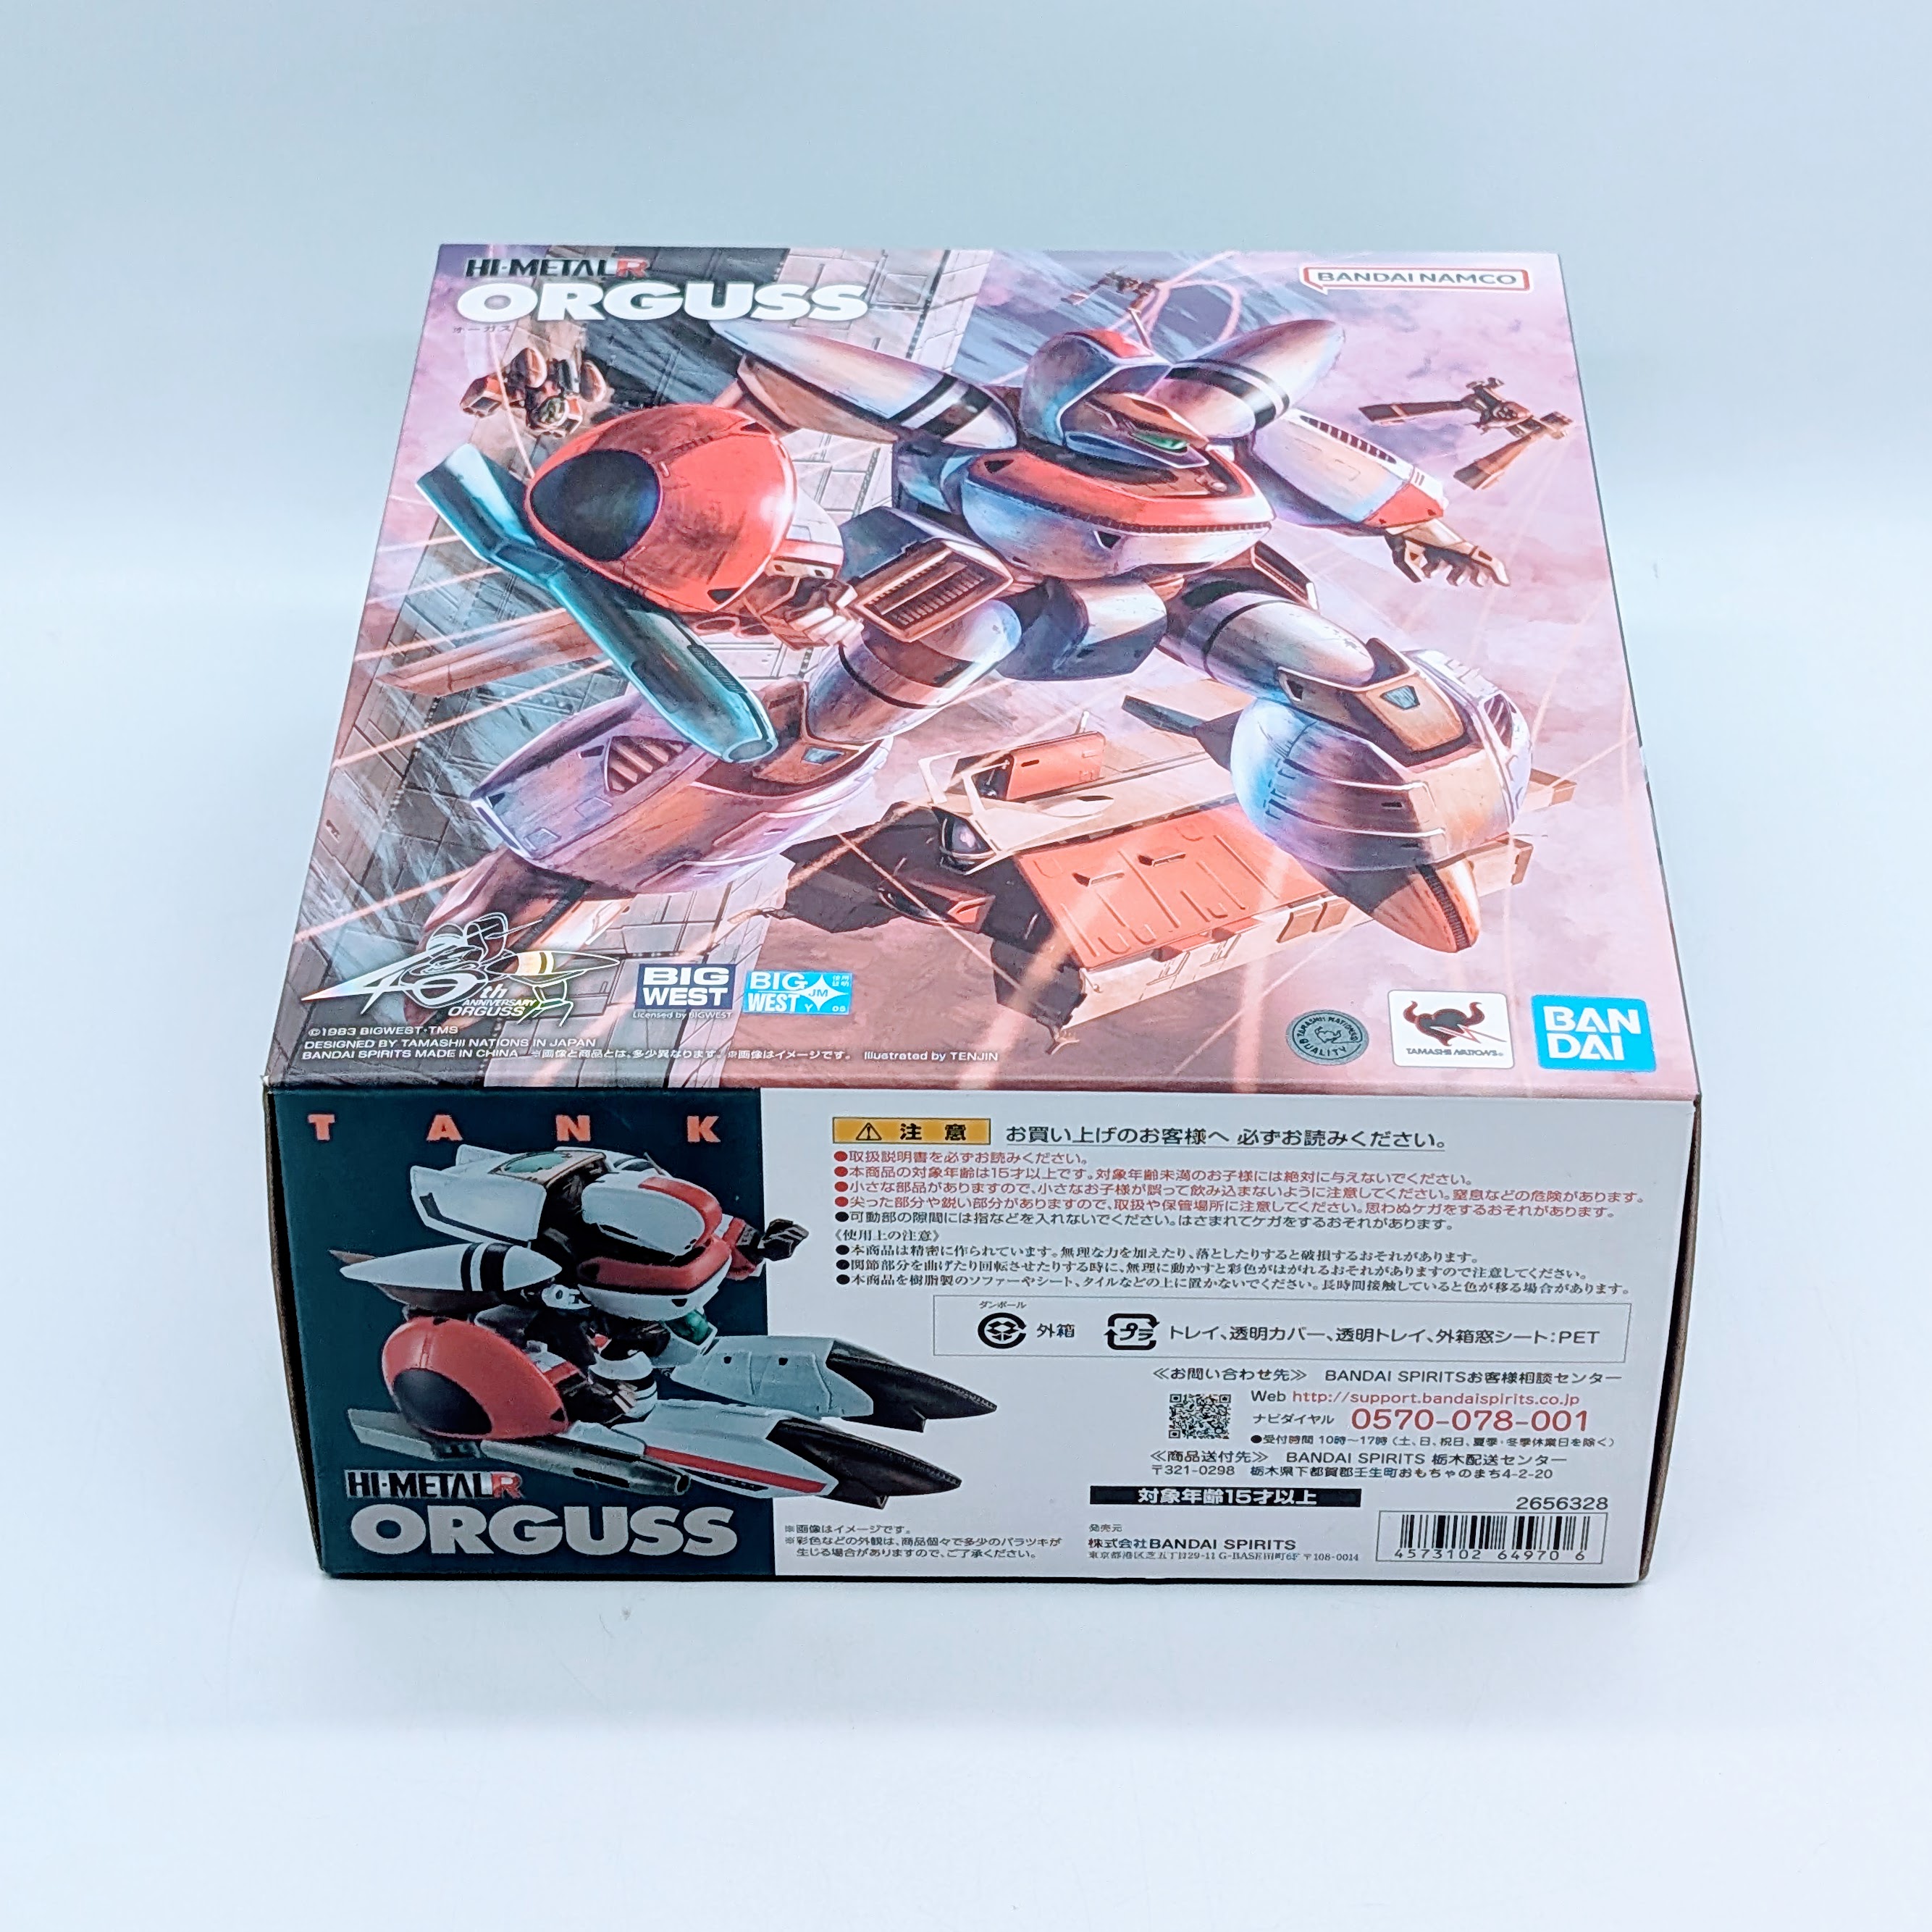 HI-METAL R
BANDAI NAMCO
ORGUSS
オーガス
40th
ANNIVERSARY
ORGUSS
BIG
WEST
Licensed by BIGWEST
BIG
WEST
JM
Y
05
©1983 BIGWEST・TMS
DESIGNED BY TAMASHII NATIONS IN JAPAN
BANDAI SPIRITS MADE IN CHINA ※画像と商品とは、多少異なります。※画像はイメージです。 Illustrated by TENJIN
TAMASHII NATIONS
QUALITY
TAMASHII NATIONS
BAN
DAI
TANK
HI-METAL R
ORGUSS
注意 お買い上げのお客様へ 必ずお読みください。
●取扱説明書を必ずお読みください。
●本商品の対象年齢は15才以上です。対象年齢未満のお子様には絶対に与えないでください。
●小さな部品がありますので、小さなお子様が誤って飲み込まないように注意してください。窒息などの危険があります。
●尖った部分や鋭い部分がありますので、取扱や保管場所に注意してください。思わぬケガをするおそれがあります。
●可動部の隙間には指などを入れないでください。はさまれてケガをするおそれがあります。
《使用上の注意》
●本商品は精密に作られています。無理な力を加えたり、落としたりすると破損するおそれがあります。
●関節部分を曲げたり回転させたりする時に、無理に動かすと彩色がはがれるおそれがありますので注意してください。
●本商品を樹脂製のソファーやシート、タイルなどの上に置かないでください。長時間接触していると色が移る場合があります。
ダンボール
外箱 プラ トレイ、透明カバー、透明トレイ、外箱窓シート:PET
≪お問い合わせ先≫ BANDAI SPIRITSお客様相談センター
Web http://support.bandaispirits.co.jp
ナビダイヤル 0570-078-001
●受付時間 10時〜17時(土、日、祝日、夏季・冬季休業日を除く)
≪商品送付先≫ BANDAI SPIRITS 栃木配送センター
〒321-0298 栃木県下都賀郡壬生町おもちゃのまち4-2-20
対象年齢15才以上
2656328
※画像はイメージです。
※彩色などの外観は、商品個々で多少のバラツキが
生じる場合がありますので、ご了承ください。
発売元
株式会社BANDAI SPIRITS
東京都港区芝五丁目29-11 G-BASE田町6F 〒108-0014
4573102 64970 6